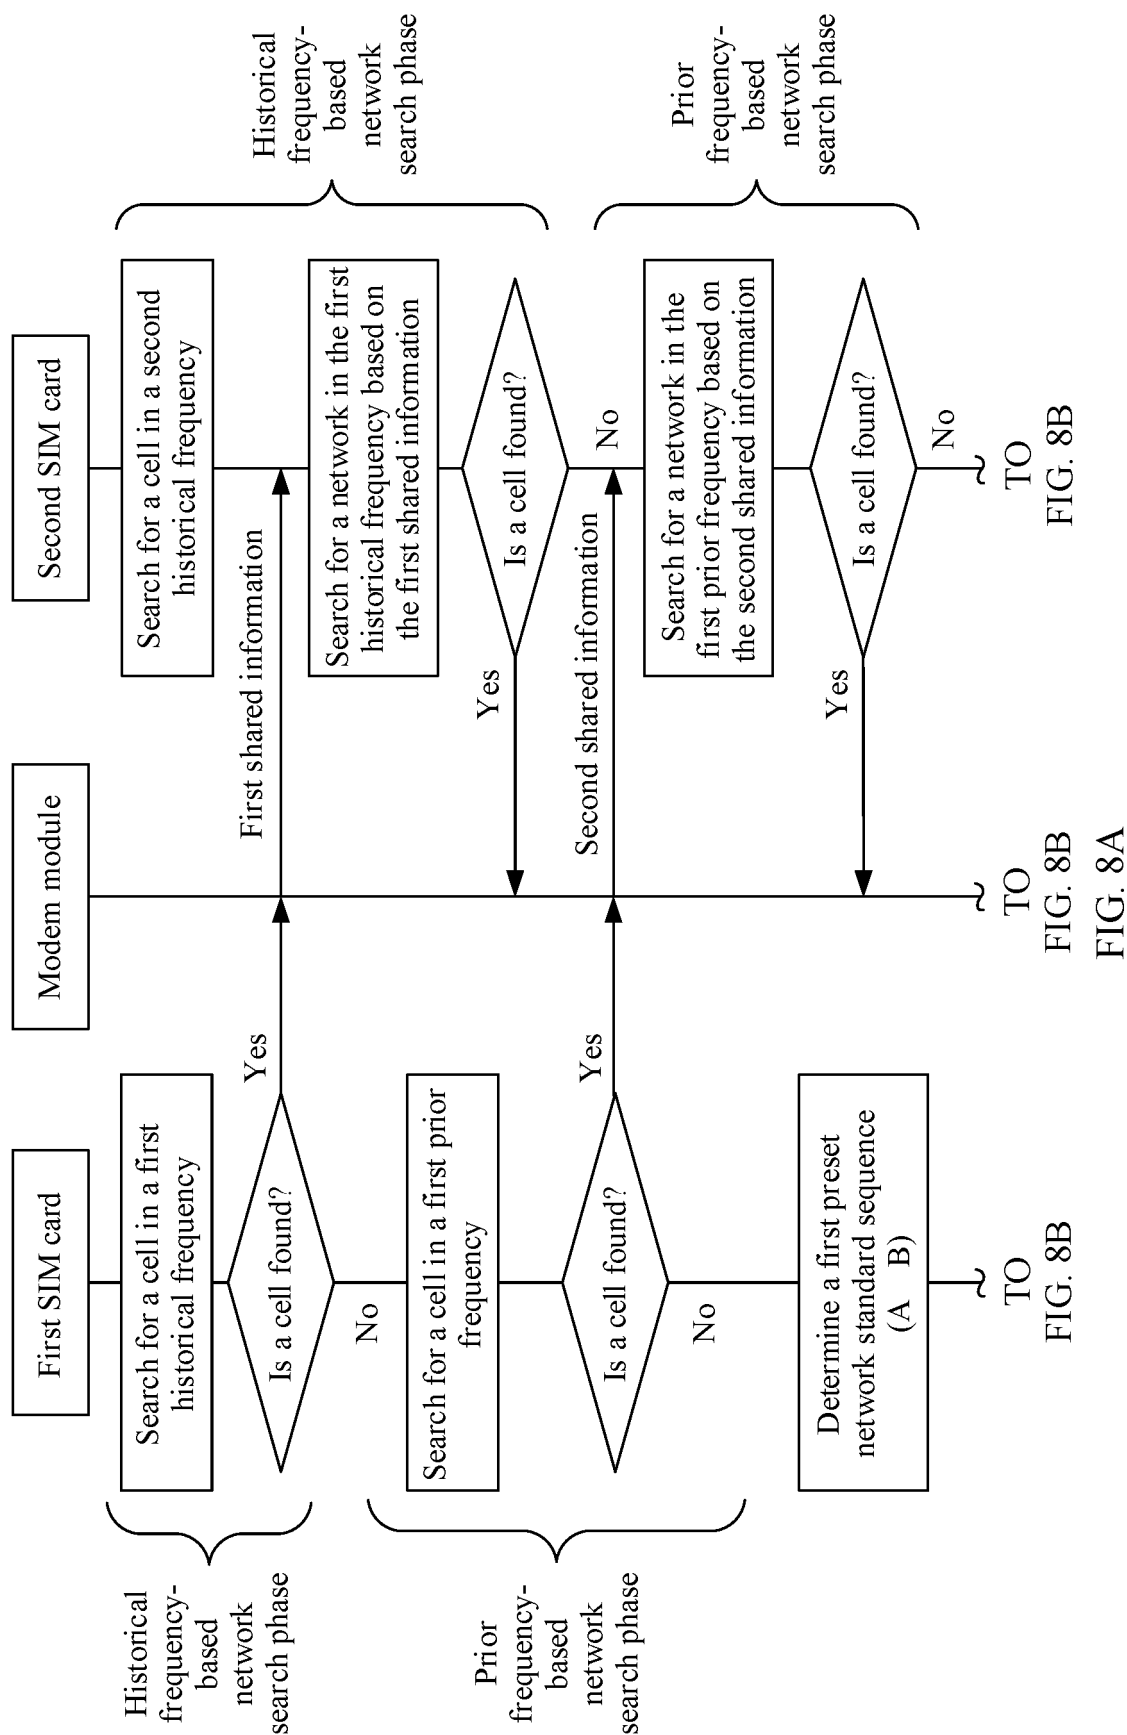 First SIM card
Modem module
Second SIM card
Historical
frequency-
based
network
search phase
Search for a cell in a first
historical frequency
Search for a cell in a second
historical frequency
Historical
frequency-
based
network
search phase
Is a cell found?
Yes
First shared information
No
Search for a network in the first
historical frequency based on
the first shared information
Prior
frequency-
based
network
search phase
Search for a cell in a first prior
frequency
Is a cell found?
Yes
No
Is a cell found?
Yes
Second shared information
No
Search for a network in the
first prior frequency based on
the second shared information
Prior
frequency-
based
network
search phase
Determine a first preset
network standard sequence
(A B)
Is a cell found?
Yes
No
TO
FIG. 8B
TO
FIG. 8B
TO
FIG. 8B
FIG. 8A